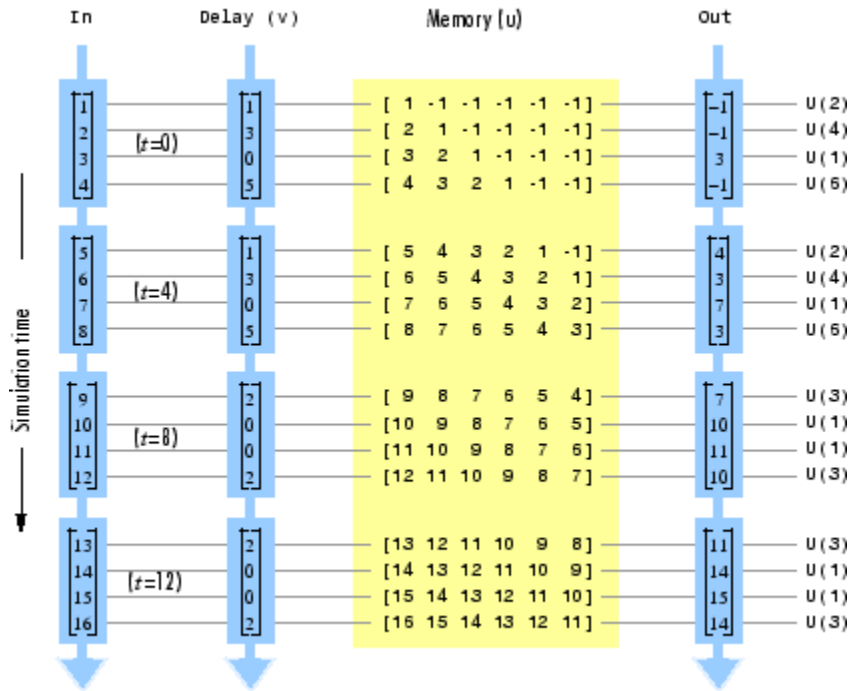 In Delay (v) Memory (u) Out
1 1 [ 1 -1 -1 -1 -1 -1] -1 U(2)
2 3 [ 2 1 -1 -1 -1 -1] -1 U(4)
(t=0)
3 0 [ 3 2 1 -1 -1 -1] 3 U(1)
4 5 [ 4 3 2 1 -1 -1] -1 U(6)
5 1 [ 5 4 3 2 1 -1] 4 U(2)
6 3 [ 6 5 4 3 2 1] 3 U(4)
(t=4)
7 0 [ 7 6 5 4 3 2] 7 U(1)
8 5 [ 8 7 6 5 4 3] 3 U(6)
Simulation time
9 2 [ 9 8 7 6 5 4] 7 U(3)
10 0 [10 9 8 7 6 5] 10 U(1)
(t=8)
11 0 [11 10 9 8 7 6] 11 U(1)
12 2 [12 11 10 9 8 7] 10 U(3)
13 2 [13 12 11 10 9 8] 11 U(3)
14 0 [14 13 12 11 10 9] 14 U(1)
(t=12)
15 0 [15 14 13 12 11 10] 15 U(1)
16 2 [16 15 14 13 12 11] 14 U(3)